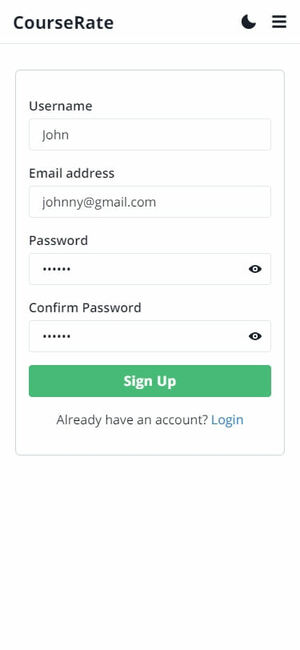 CourseRate
Username
John
Email address
johnny@gmail.com
Password
••••••
Confirm Password
••••••
Sign Up
Already have an account? Login